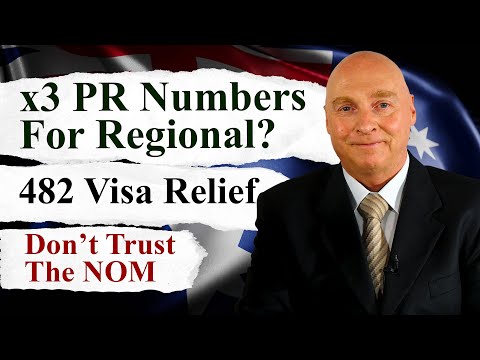 x3 PR Numbers
For Regional?
482 Visa Relief
Don’t Trust
The NOM